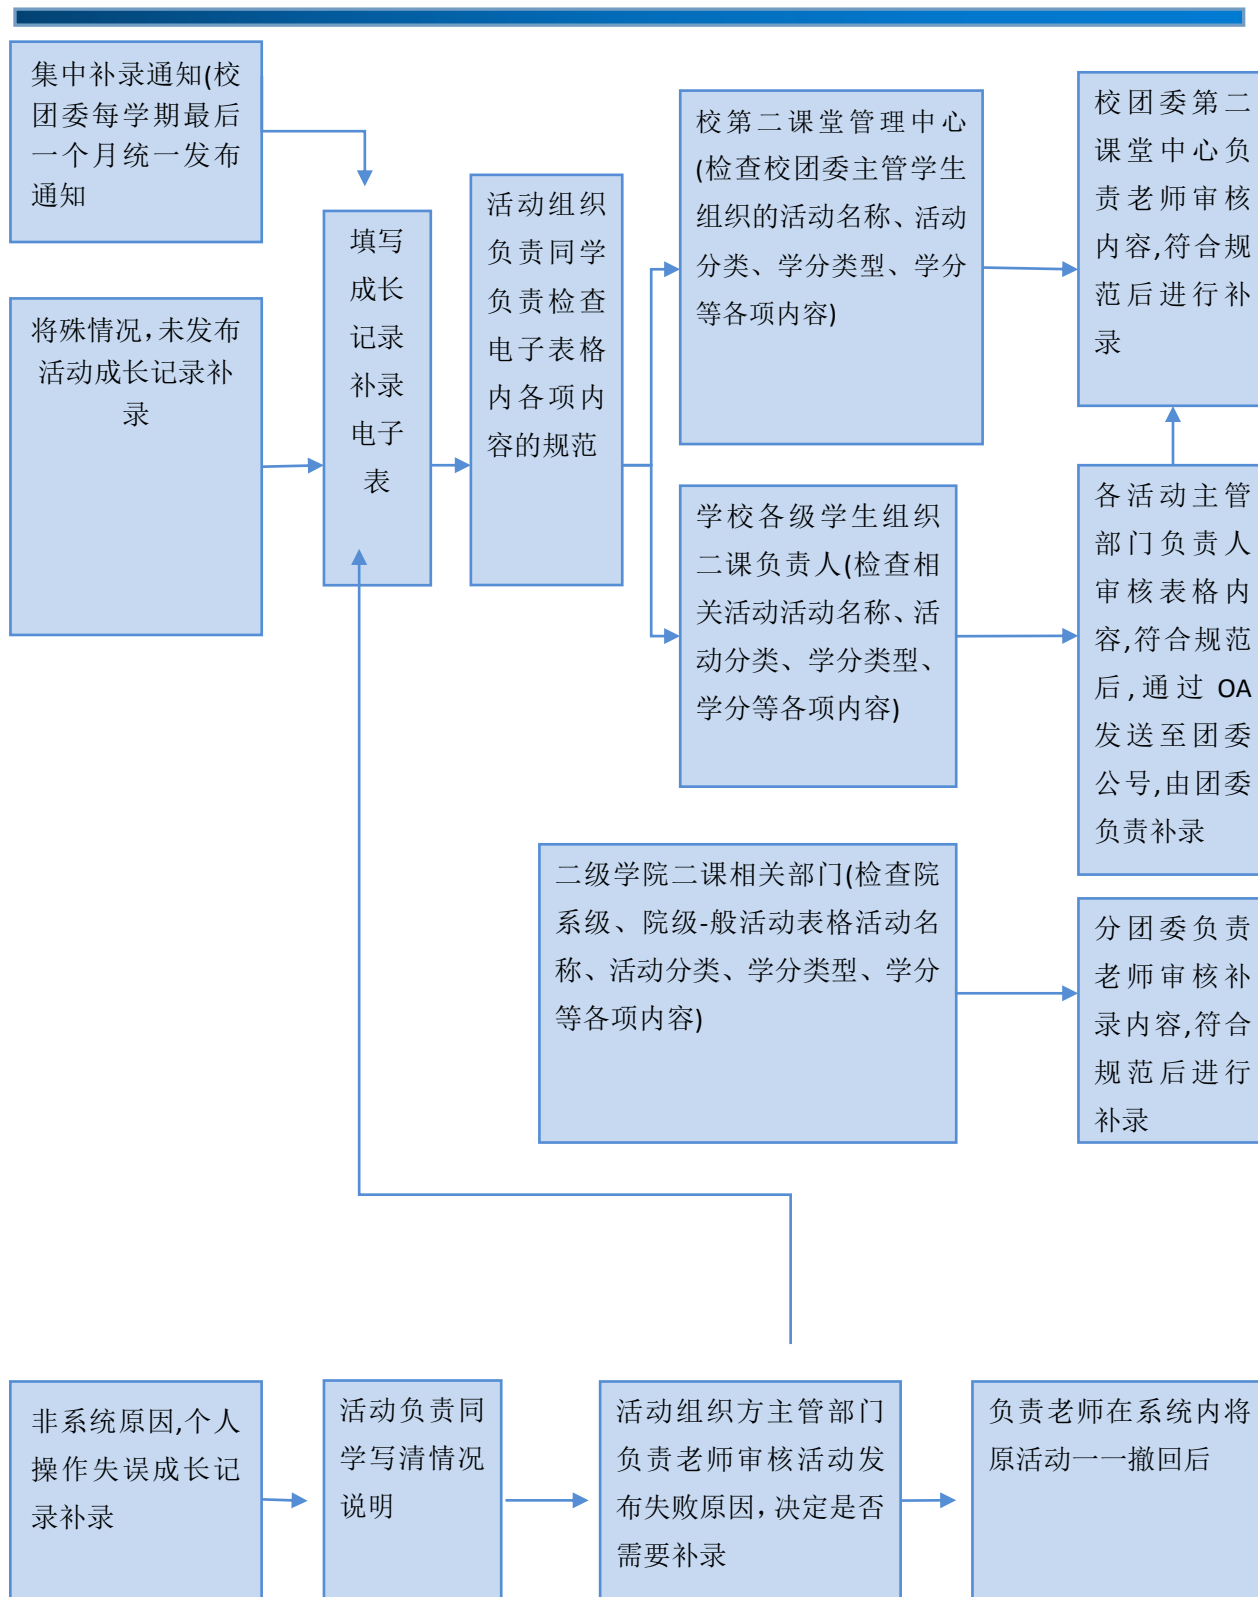 集中补录通知(校
团委每学期最后
一个月统一发布
通知
将殊情况,未发布
活动成长记录补
录
填写
成长
记录
补录
电子
表
活动组织
负责同学
负责检查
电子表格
内各项内
容的规范
校第二课堂管理中心
(检查校团委主管学生
组织的活动名称、活动
分类、学分类型、学分
等各项内容)
校团委第二
课堂中心负
责老师审核
内容,符合规
范后进行补
录
学校各级学生组织
二课负责人(检查相
关活动活动名称、活
动分类、学分类型、
学分等各项内容)
各活动主管
部门负责人
审核表格内
容,符合规范
后,通过 OA
发送至团委
公号,由团委
负责补录
二级学院二课相关部门(检查院
系级、院级-般活动表格活动名
称、活动分类、学分类型、学分
等各项内容)
分团委负责
老师审核补
录内容,符合
规范后进行
补录
非系统原因,个人
操作失误成长记
录补录
活动负责同
学写清情况
说明
活动组织方主管部门
负责老师审核活动发
布失败原因,决定是否
需要补录
负责老师在系统内将
原活动一一撤回后